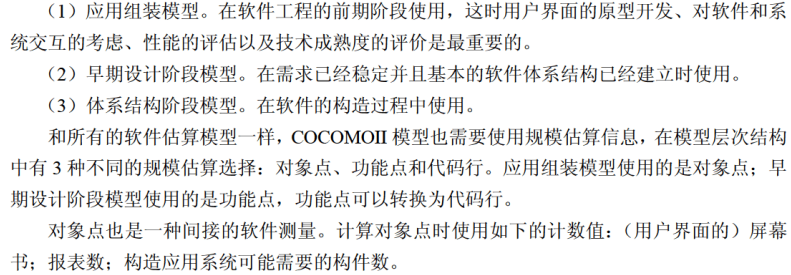 （1）应用组装模型。在软件工程的前期阶段使用，这时用户界面的原型开发、对软件和系
统交互的考虑、性能的评估以及技术成熟度的评价是最重要的。
（2）早期设计阶段模型。在需求已经稳定并且基本的软件体系结构已经建立时使用。
（3）体系结构阶段模型。在软件的构造过程中使用。
和所有的软件估算模型一样，COCOMOII 模型也需要使用规模估算信息，在模型层次结构
中有 3 种不同的规模估算选择：对象点、功能点和代码行。应用组装模型使用的是对象点；早
期设计阶段模型使用的是功能点，功能点可以转换为代码行。
对象点也是一种间接的软件测量。计算对象点时使用如下的计数值：（用户界面的）屏幕
书；报表数；构造应用系统可能需要的构件数。